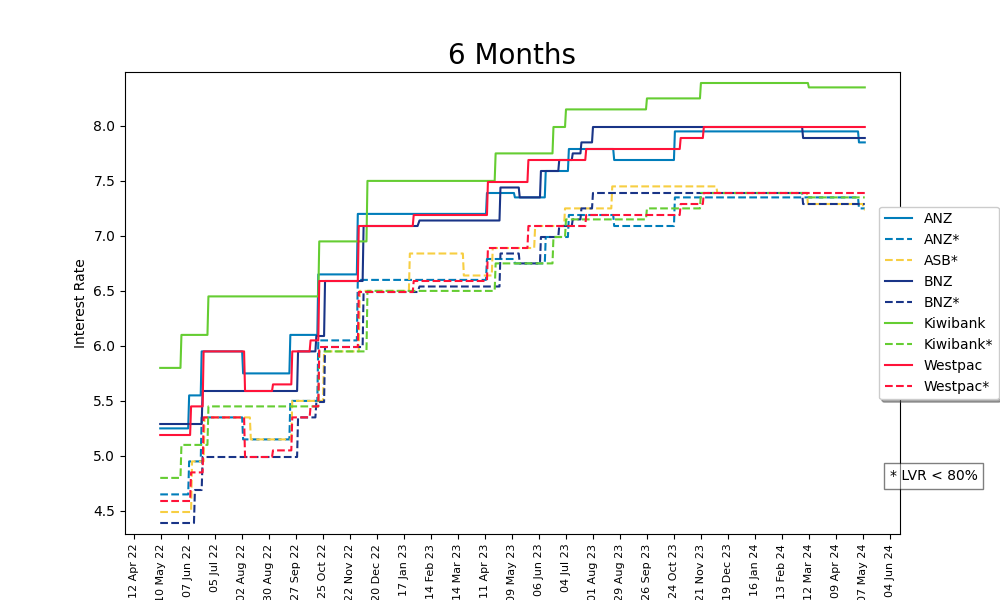 6 Months
Interest Rate
8.0
7.5
7.0
6.5
6.0
5.5
5.0
4.5
12 Apr 22
10 May 22
07 Jun 22
05 Jul 22
02 Aug 22
30 Aug 22
27 Sep 22
25 Oct 22
22 Nov 22
20 Dec 22
17 Jan 23
14 Feb 23
14 Mar 23
11 Apr 23
09 May 23
06 Jun 23
04 Jul 23
01 Aug 23
29 Aug 23
26 Sep 23
24 Oct 23
21 Nov 23
19 Dec 23
16 Jan 24
13 Feb 24
12 Mar 24
09 Apr 24
07 May 24
04 Jun 24
ANZ
ANZ*
ASB*
BNZ
BNZ*
Kiwibank
Kiwibank*
Westpac
Westpac*
* LVR < 80%